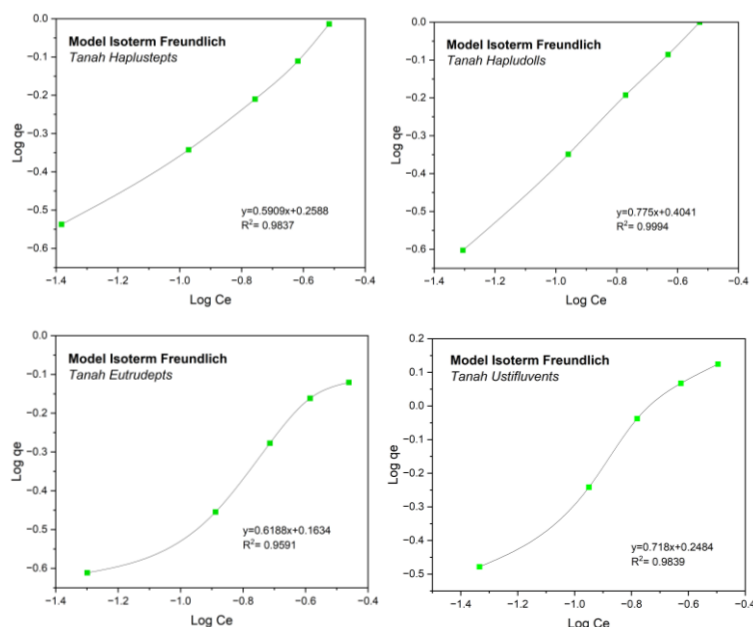 Model Isoterm Freundlich
Tanah Haplustepts
0.0
−0.1
−0.2
−0.3
−0.4
−0.5
−0.6
Log qe
y=0.5909x+0.2588
R²= 0.9837
−1.4 −1.2 −1.0 −0.8 −0.6 −0.4
Log Ce
Model Isoterm Freundlich
Tanah Hapludolls
0.0
−0.1
−0.2
−0.3
−0.4
−0.5
−0.6
Log qe
y=0.775x+0.4041
R²= 0.9994
−1.4 −1.2 −1.0 −0.8 −0.6 −0.4
Log Ce
Model Isoterm Freundlich
Tanah Eutrudepts
0.0
−0.1
−0.2
−0.3
−0.4
−0.5
−0.6
Log qe
y=0.6188x+0.1634
R²= 0.9591
−1.4 −1.2 −1.0 −0.8 −0.6 −0.4
Log Ce
Model Isoterm Freundlich
Tanah Ustifluvents
0.2
0.1
0.0
−0.1
−0.2
−0.3
−0.4
−0.5
Log qe
y=0.718x+0.2484
R²= 0.9839
−1.4 −1.2 −1.0 −0.8 −0.6 −0.4
Log Ce